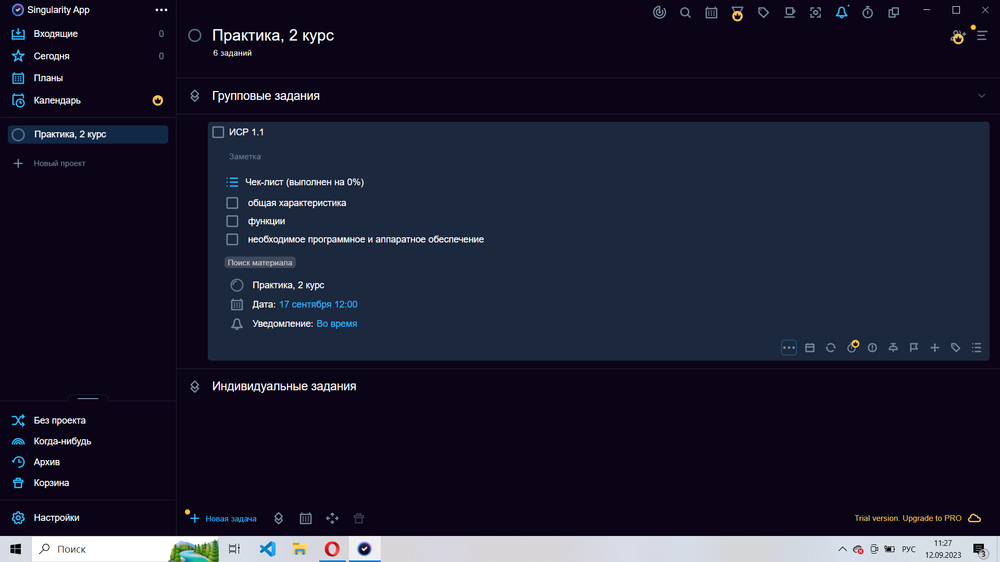 Singularity App
Входящие 0
Сегодня 0
Планы
Календарь
Практика, 2 курс
Новый проект
Без проекта
Когда-нибудь
Архив
Корзина
Настройки
Практика, 2 курс
6 заданий
Групповые задания
ИСР 1.1
Заметка
Чек-лист (выполнен на 0%)
общая характеристика
функции
необходимое программное и аппаратное обеспечение
Поиск материала
Практика, 2 курс
Дата: 17 сентября 12:00
Уведомление: Во время
Индивидуальные задания
Новая задача
Trial version. Upgrade to PRO
Поиск
РУС
11:27
12.09.2023
3